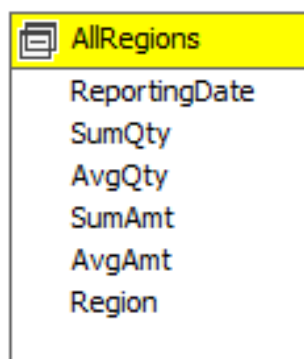 AllRegions
ReportingDate
SumQty
AvgQty
SumAmt
AvgAmt
Region